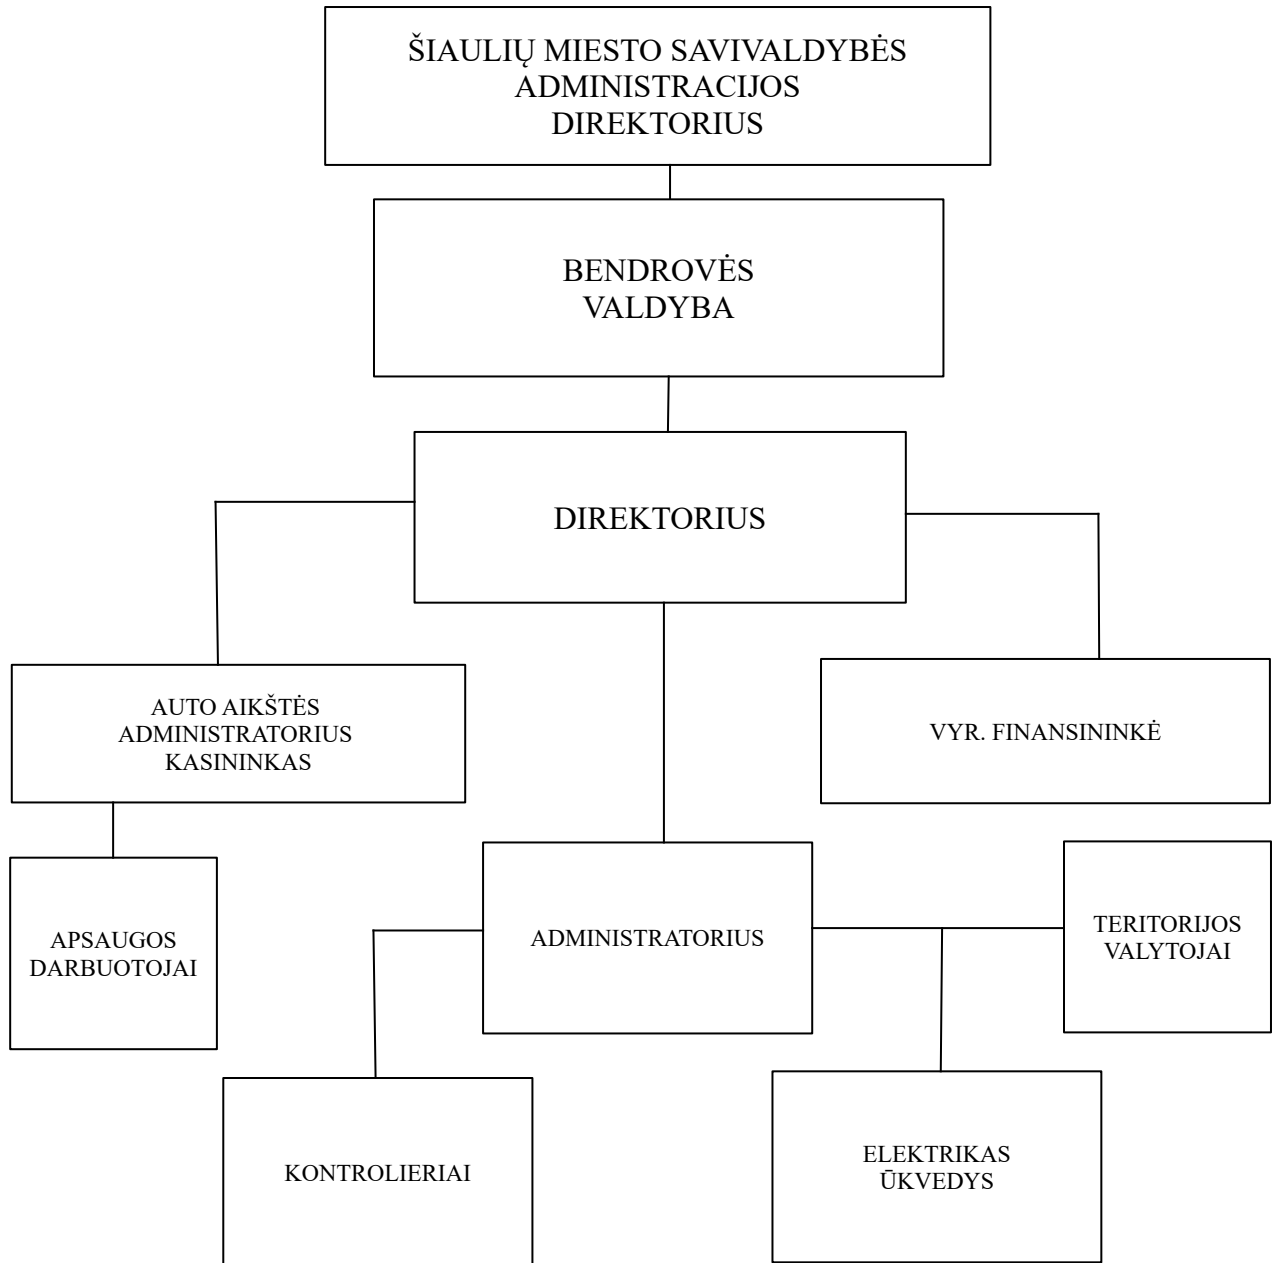 ŠIAULIŲ MIESTO SAVIVALDYBĖS
ADMINISTRACIJOS
DIREKTORIUS
BENDROVĖS
VALDYBA
DIREKTORIUS
AUTO AIKŠTĖS
ADMINISTRATORIUS
KASININKAS
VYR. FINANSININKĖ
APSAUGOS
DARBUOTOJAI
ADMINISTRATORIUS
TERITORIJOS
VALYTOJAI
KONTROLIERIAI
ELEKTRIKAS
ŪKVEDYS